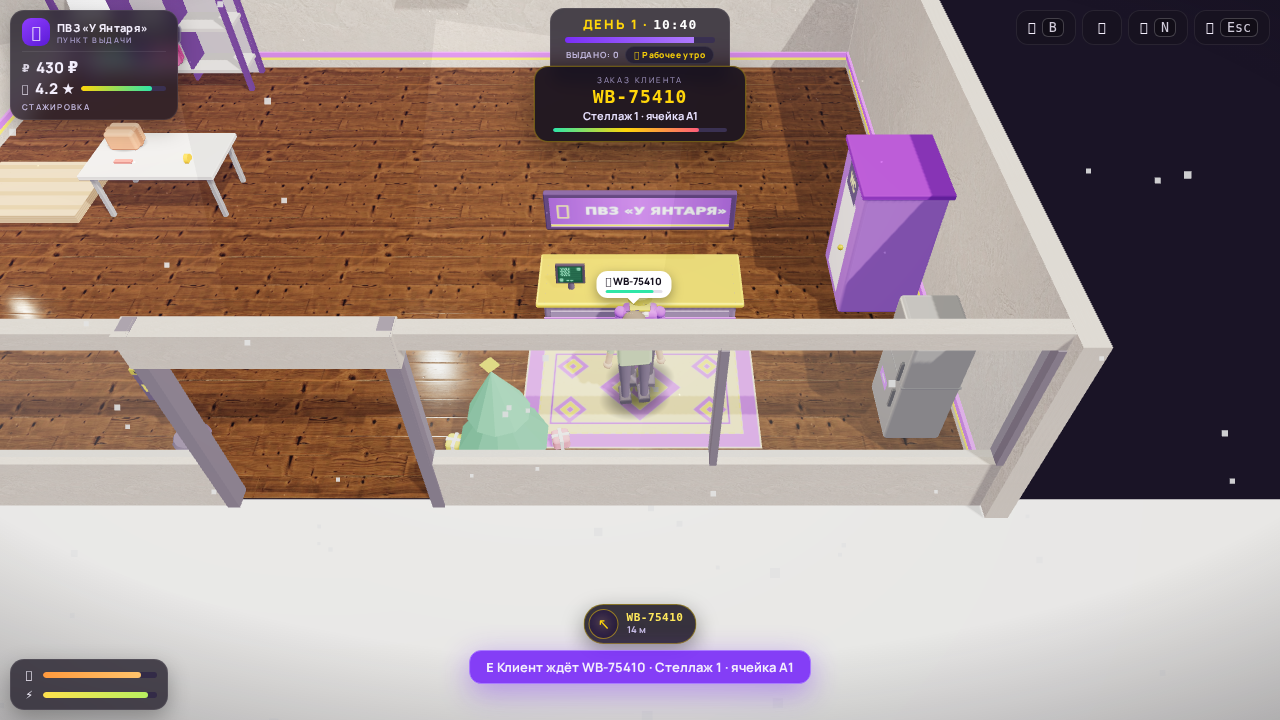 ПВЗ «У Янтаря»
ПУНКТ ВЫДАЧИ
₽ 430 ₽
4.2 ★
СТАЖИРОВКА
ДЕНЬ 1 · 10:40
ВЫДАНО: 0 Рабочее утро
ЗАКАЗ КЛИЕНТА
WB-75410
Стеллаж 1 · ячейка A1
B
N
Esc
ПВЗ «У ЯНТАРЯ»
WB-75410
WB-75410
14 м
E Клиент ждёт WB-75410 · Стеллаж 1 · ячейка A1